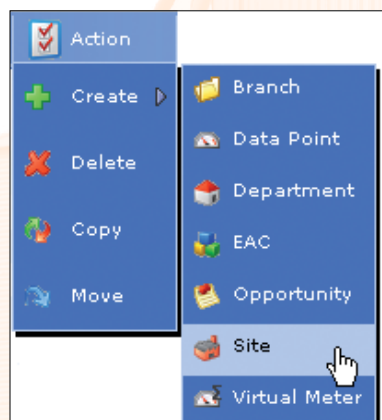 Action
Create
Delete
Copy
Move
Branch
Data Point
Department
EAC
Opportunity
Site
Virtual Meter